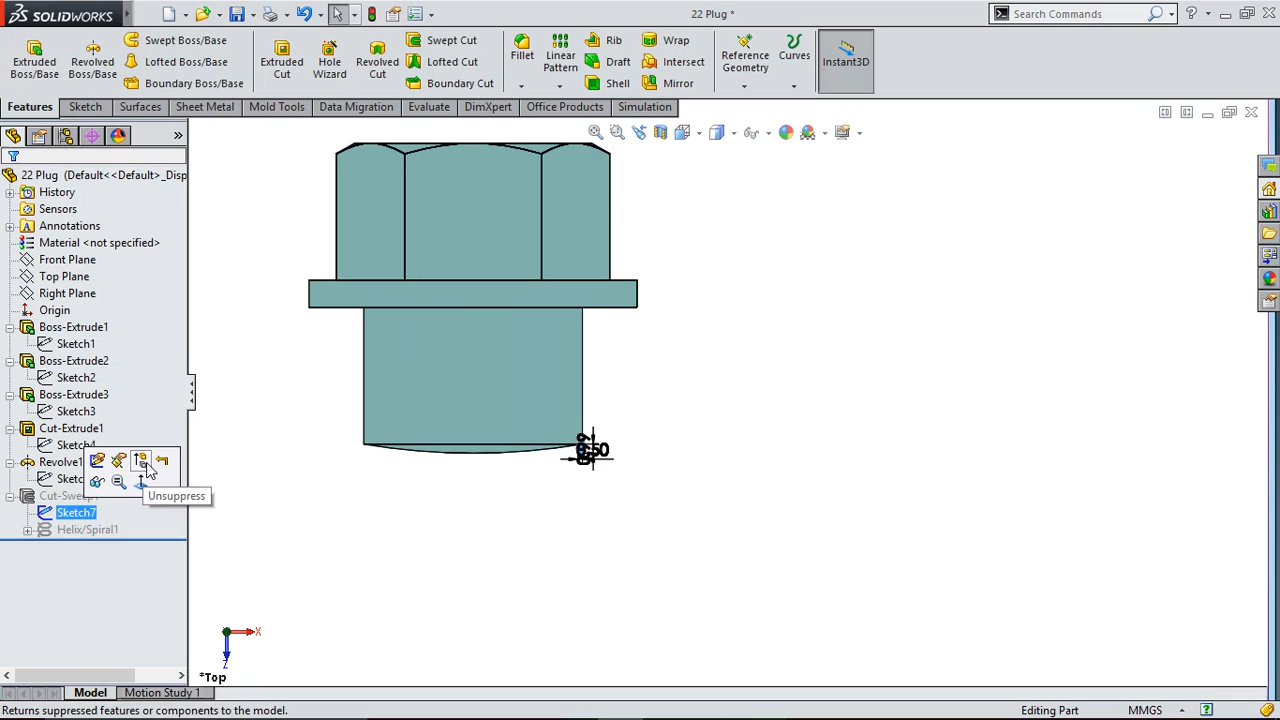 SOLIDWORKS
22 Plug *
Search Commands
Extruded Boss/Base
Revolved Boss/Base
Swept Boss/Base
Lofted Boss/Base
Boundary Boss/Base
Extruded Cut
Hole Wizard
Revolved Cut
Swept Cut
Lofted Cut
Boundary Cut
Fillet
Linear Pattern
Rib
Draft
Shell
Wrap
Intersect
Mirror
Reference Geometry
Curves
Instant3D
Features
Sketch
Surfaces
Sheet Metal
Mold Tools
Data Migration
Evaluate
DimXpert
Office Products
Simulation
22 Plug (Default<<Default>_Disp
History
Sensors
Annotations
Material <not specified>
Front Plane
Top Plane
Right Plane
Origin
Boss-Extrude1
Sketch1
Boss-Extrude2
Sketch2
Boss-Extrude3
Sketch3
Cut-Extrude1
Sketch4
Revolve1
Sketc
Cut-Sweep1
Unsuppress
Sketch7
Helix/Spiral1
X
Z
*Top
Model
Motion Study 1
Returns suppressed features or components to the model.
Editing Part
MMGS